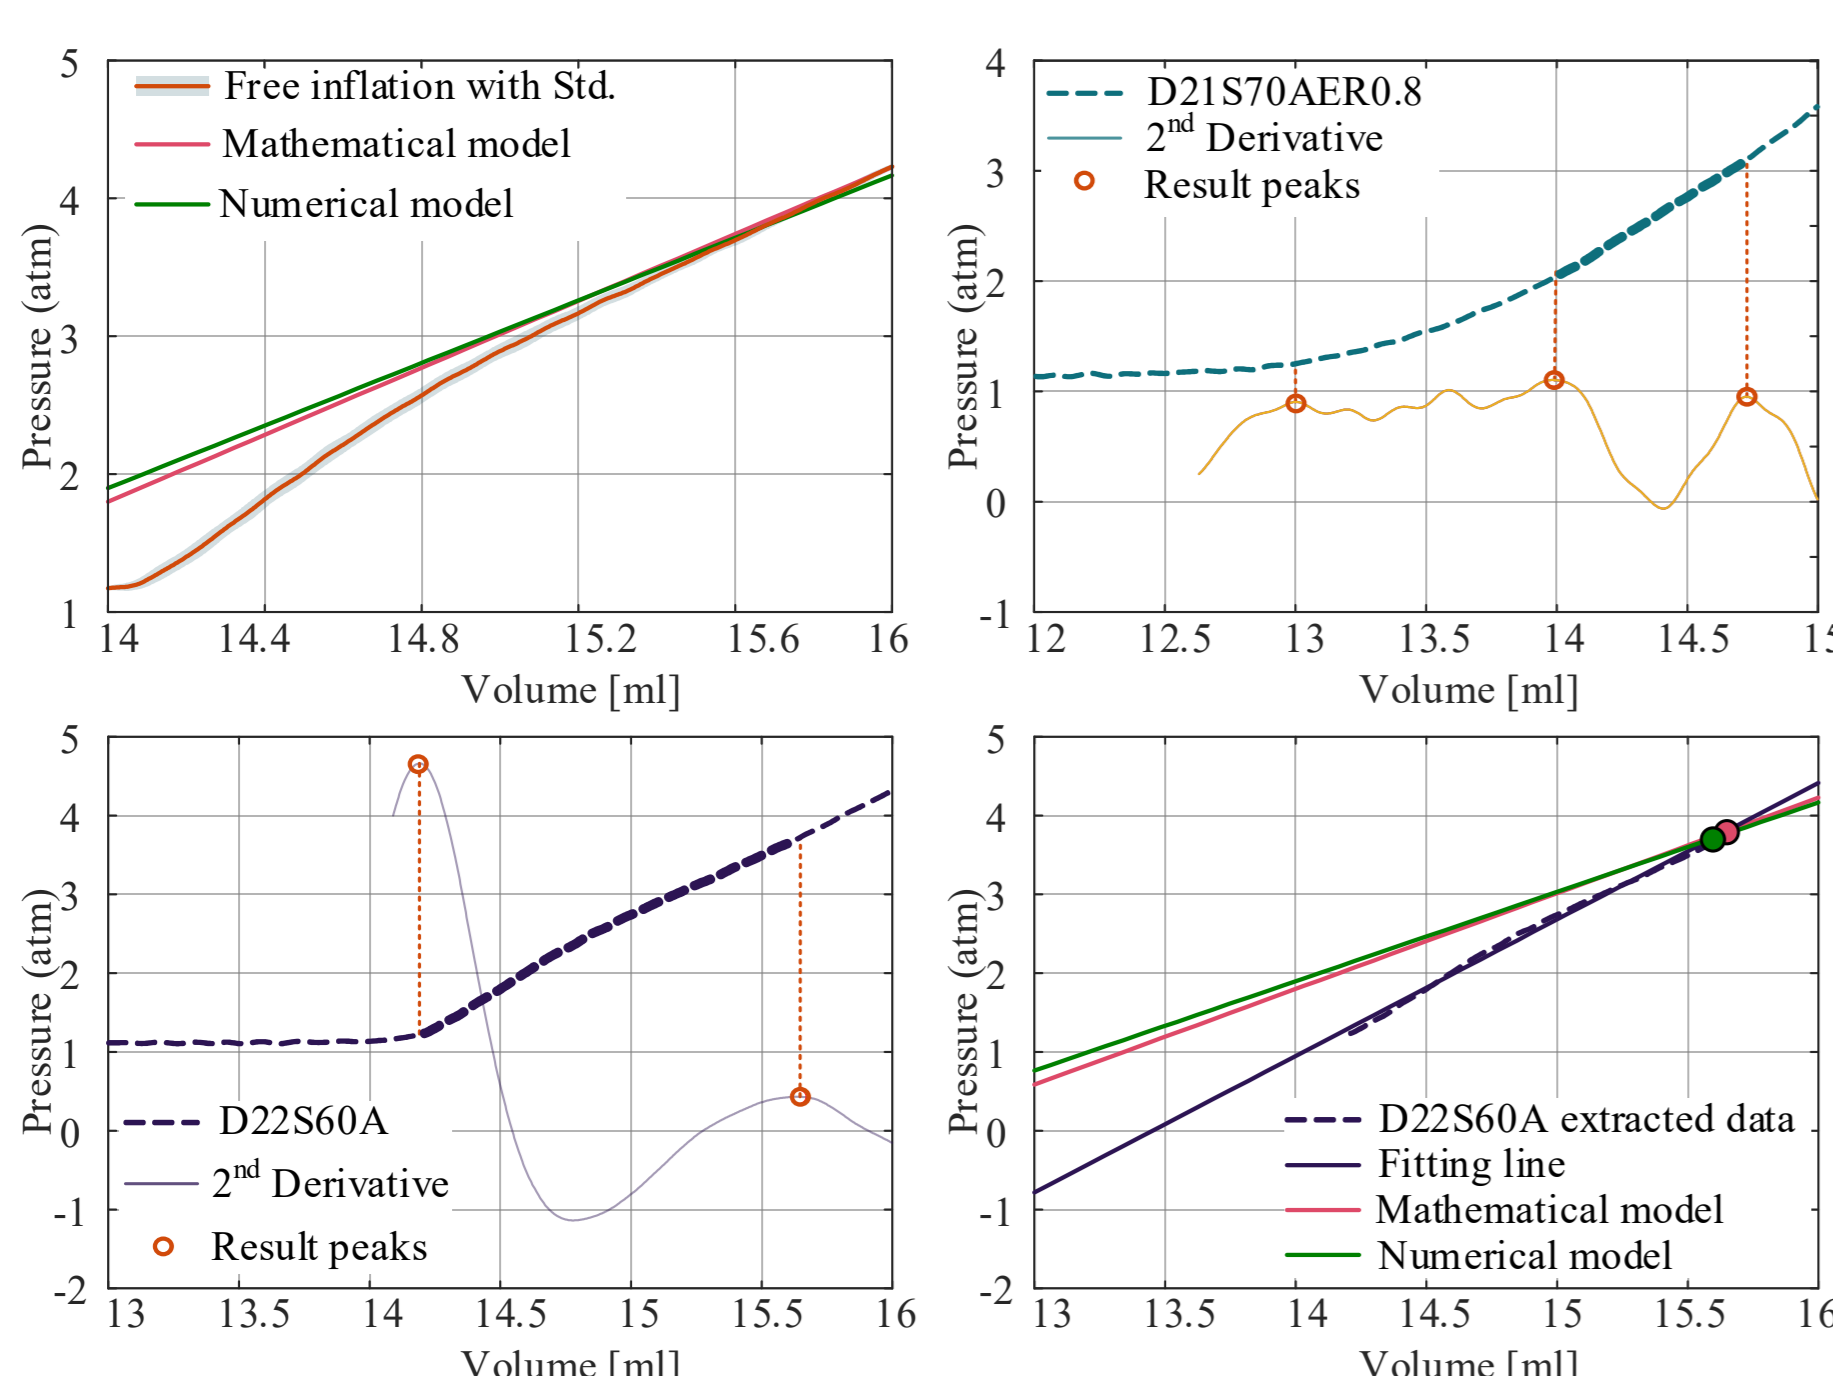 5
4
3
2
1
Pressure (atm)
Free inflation with Std.
Mathematical model
Numerical model
14 14.4 14.8 15.2 15.6 16
Volume [ml]
4
3
2
1
0
-1
Pressure (atm)
D21S70AER0.8
2nd Derivative
Result peaks
12 12.5 13 13.5 14 14.5 15
Volume [ml]
5
4
3
2
1
0
-1
-2
Pressure (atm)
D22S60A
2nd Derivative
Result peaks
13 13.5 14 14.5 15 15.5 16
Volume [ml]
5
4
3
2
1
0
-1
-2
Pressure (atm)
D22S60A extracted data
Fitting line
Mathematical model
Numerical model
13 13.5 14 14.5 15 15.5 16
Volume [ml]